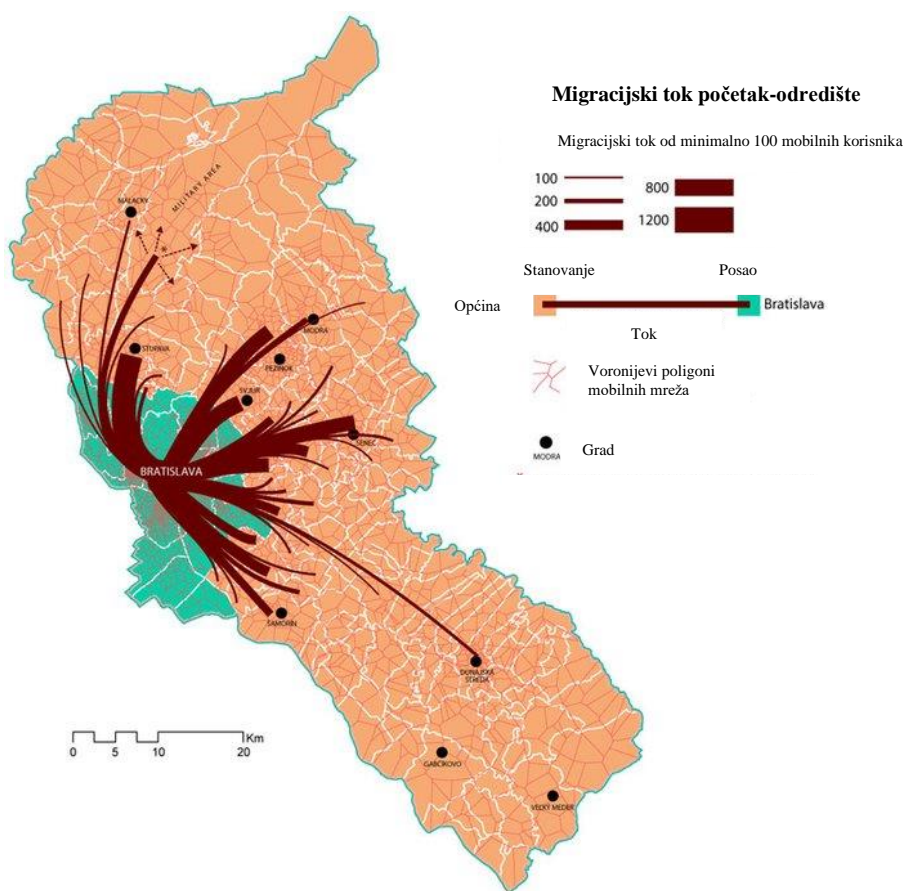 Migracijski tok početak-odredište
Migracijski tok od minimalno 100 mobilnih korisnika
100
200
400
800
1200
Stanovanje
Posao
Općina
Bratislava
Tok
Voronijevi poligoni
mobilnih mreža
MODRA
Grad
MILITARY AREA
MALACKY
*
STUPAVA
MODRA
PEZINOK
SV.JUR
SENEC
BRATISLAVA
ŠAMORÍN
DUNAJSKÁ
STREDA
GABČÍKOVO
VEĽKÝ MEDER
Km
0 5 10 20